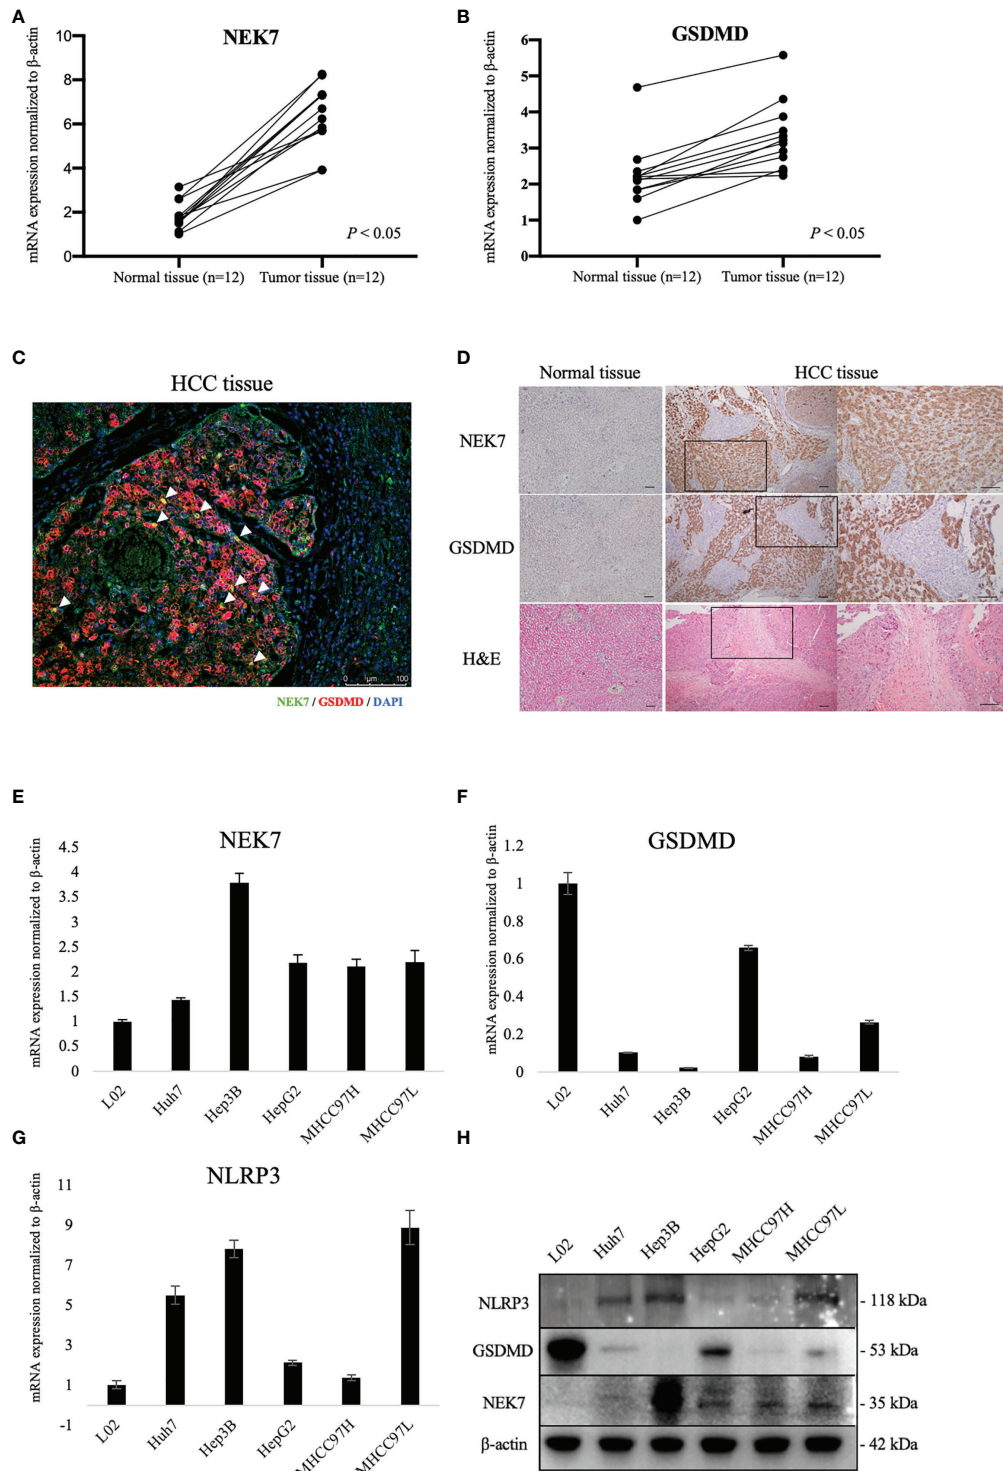 A
NEK7
mRNA expression normalized to β-actin
10
8
6
4
2
0
P < 0.05
Normal tissue (n=12)
Tumor tissue (n=12)
B
GSDMD
mRNA expression normalized to β-actin
6
5
4
3
2
1
0
P < 0.05
Normal tissue (n=12)
Tumor tissue (n=12)
C
HCC tissue
0
µm
100
NEK7 / GSDMD / DAPI
D
Normal tissue
HCC tissue
NEK7
GSDMD
H&E
E
NEK7
mRNA expression normalized to β-actin
4.5
4
3.5
3
2.5
2
1.5
1
0.5
0
L02
Huh7
Hep3B
HepG2
MHCC97H
MHCC97L
F
GSDMD
mRNA expression normalized to β-actin
1.2
1
0.8
0.6
0.4
0.2
0
L02
Huh7
Hep3B
HepG2
MHCC97H
MHCC97L
G
NLRP3
mRNA expression normalized to β-actin
11
9
7
5
3
1
-1
L02
Huh7
Hep3B
HepG2
MHCC97H
MHCC97L
H
L02
Huh7
Hep3B
HepG2
MHCC97H
MHCC97L
NLRP3
- 118 kDa
GSDMD
- 53 kDa
NEK7
- 35 kDa
β-actin
- 42 kDa